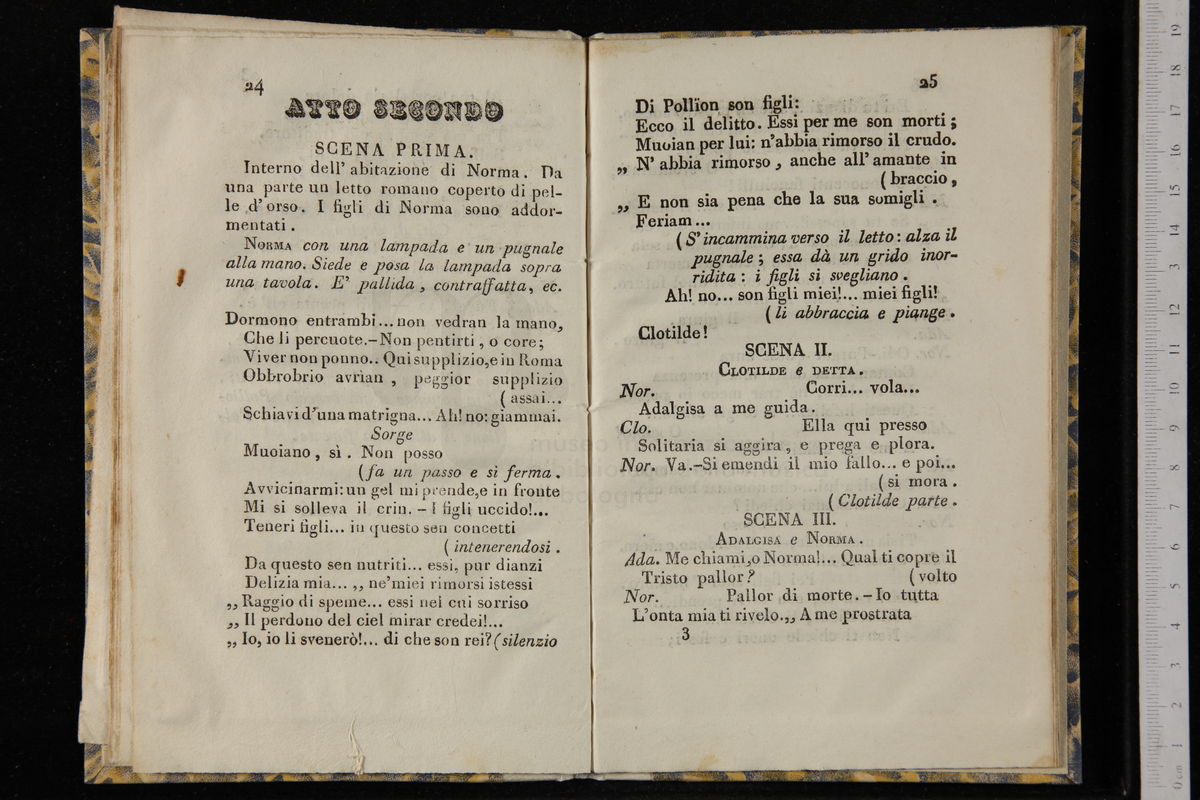 24
ATTO SECONDO
SCENA PRIMA.
Interno dell' abitazione di Norma. Da
una parte un letto romano coperto di pel-
le d' orso. I figli di Norma sono addor-
mentati.
NORMA con una lampada e un pugnale
alla mano. Siede e posa la lampada sopra
una tavola. E' pallida, contraffatta, ec.
Dormono entrambi... non vedran la mano,
Che li percuote.-Non pentirti, o core;
Viver non ponno.. Qui supplizio, e in Roma
Obbrobrio avrian, peggior supplizio
(assai...
Schiavi d'una matrigna... Ah! no: giammai.
Sorge
Muoiano, sì. Non posso
(fa un passo e si ferma.
Avvicinarmi: un gel mi prende, e in fronte
Mi si solleva il crin. - I figli uccido!...
Teneri figli... in questo sen concetti
(intenerendosi.
Da questo sen nutriti... essi, pur dianzi
Delizia mia... ,, ne' miei rimorsi istessi
,, Raggio di speme... essi nei cui sorriso
,, Il perdono del ciel mirar credei!...
,, Io, io li svenerò!... di che son rei? (silenzio
25
Di Pollïon son figli:
Ecco il delitto. Essi per me son morti;
Muoian per lui: n'abbia rimorso il crudo.
,, N' abbia rimorso, anche all' amante in
(braccio,
,, E non sia pena che la sua somigli.
Feriam...
(S' incammina verso il letto: alza il
pugnale; essa dà un grido inor-
ridita: i figli si svegliano.
Ah! no... son figli miei!... miei figli!
(li abbraccia e piange.
Clotilde!
SCENA II.
CLOTILDE e DETTA.
Nor. Corri... vola...
Adalgisa a me guida.
Clo. Ella qui presso
Solitaria si aggira, e prega e plora.
Nor. Va.-Si emendi il mio fallo... e poi...
(si mora.
(Clotilde parte.
SCENA III.
ADALGISA e NORMA.
Ada. Me chiami, o Norma!... Qual ti copre il
Tristo pallor? (volto
Nor. Pallor di morte. - Io tutta
L'onta mia ti rivelo.,, A me prostrata
3